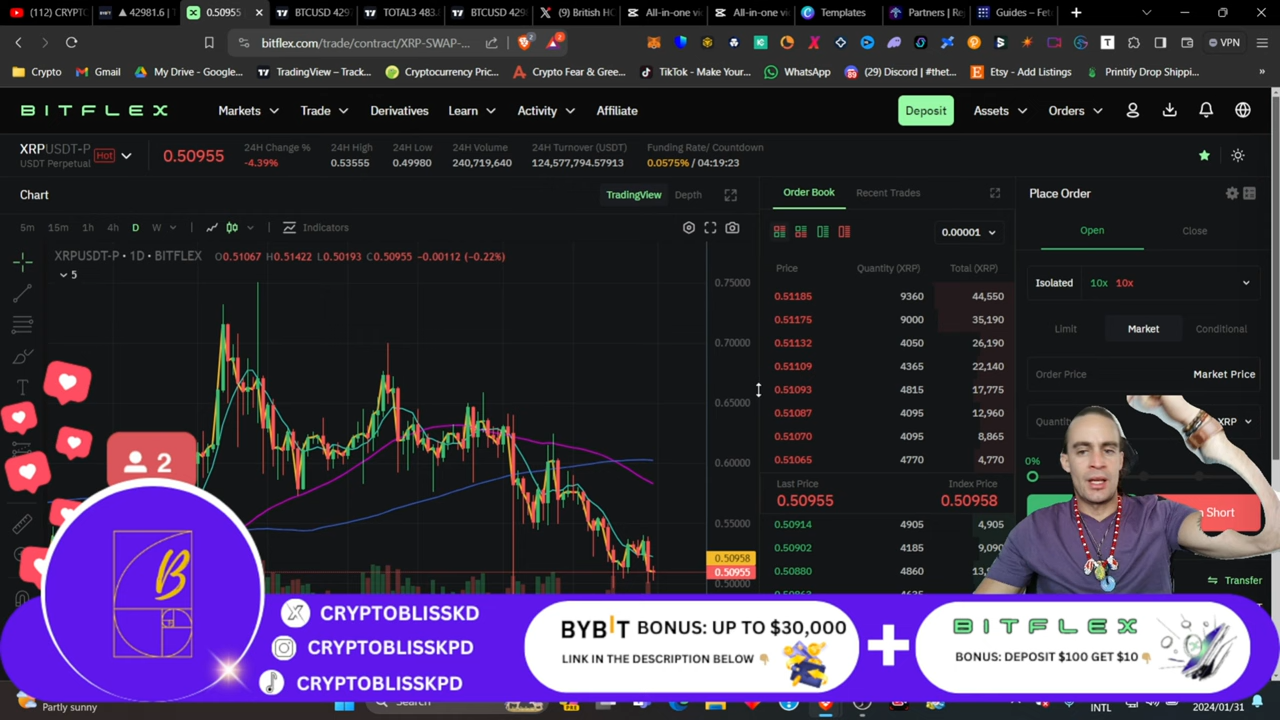 (112) CRYPTO
42981.6 |
0.50955
BTCUSD 429
TOTAL3 483.
BTCUSD 429
(9) British HC
All-in-one vi
All-in-one vi
Templates
Partners | Re
Guides – Fet
bitflex.com/trade/contract/XRP-SWAP-...
VPN
Crypto
Gmail
My Drive - Google...
TradingView – Track...
Cryptocurrency Pric...
Crypto Fear & Gree...
TikTok - Make Your...
WhatsApp
(29) Discord | #thet...
Etsy - Add Listings
Printify Drop Shippi...
BITFLEX
Markets
Trade
Derivatives
Learn
Activity
Affiliate
Deposit
Assets
Orders
XRPUSDT-P
USDT Perpetual
Hot
0.50955
24H Change %
-4.39%
24H High
0.53555
24H Low
0.49980
24H Volume
240,719,640
24H Turnover (USDT)
124,577,794.57913
Funding Rate/ Countdown
0.0575% / 04:19:23
Chart
TradingView
Depth
5m
15m
1h
4h
D
W
Indicators
XRPUSDT-P • 1D • BITFLEX O0.51067 H0.51422 L0.50193 C0.50955 -0.00112 (-0.22%)
5
0.75000
0.70000
0.65000
0.60000
0.55000
0.50958
0.50955
0.50000
Order Book
Recent Trades
0.00001
Price Quantity (XRP) Total (XRP)
0.51185 9360 44,550
0.51175 9000 35,190
0.51132 4050 26,190
0.51109 4365 22,140
0.51093 4815 17,775
0.51087 4095 12,960
0.51070 4095 8,865
0.51065 4770 4,770
Last Price
0.50955
Index Price
0.50958
0.50914 4905 4,905
0.50902 4185 9,090
0.50880 4860
Place Order
Open
Close
Isolated 10x 10x
Limit
Market
Conditional
Order Price Market Price
XRP
0%
Short
Transfer
2
B
CRYPTOBLISSKD
CRYPTOBLISSKPD
CRYPTOBLISSKPD
BYBIT BONUS: UP TO $30,000
LINK IN THE DESCRIPTION BELOW
BITFLEX
BONUS: DEPOSIT $100 GET $10
Partly sunny
Search
INTL
2024/01/31